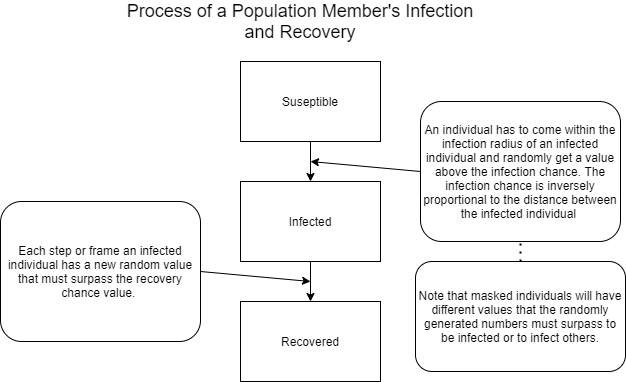 Process of a Population Member's Infection
and Recovery
Suseptible
An individual has to come within the
infection radius of an infected
individual and randomly get a value
above the infection chance. The
infection chance is inversely
proportional to the distance between
the infected individual
Infected
Each step or frame an infected
individual has a new random value
that must surpass the recovery
chance value.
Note that masked individuals will have
different values that the randomly
generated numbers must surpass to
be infected or to infect others.
Recovered